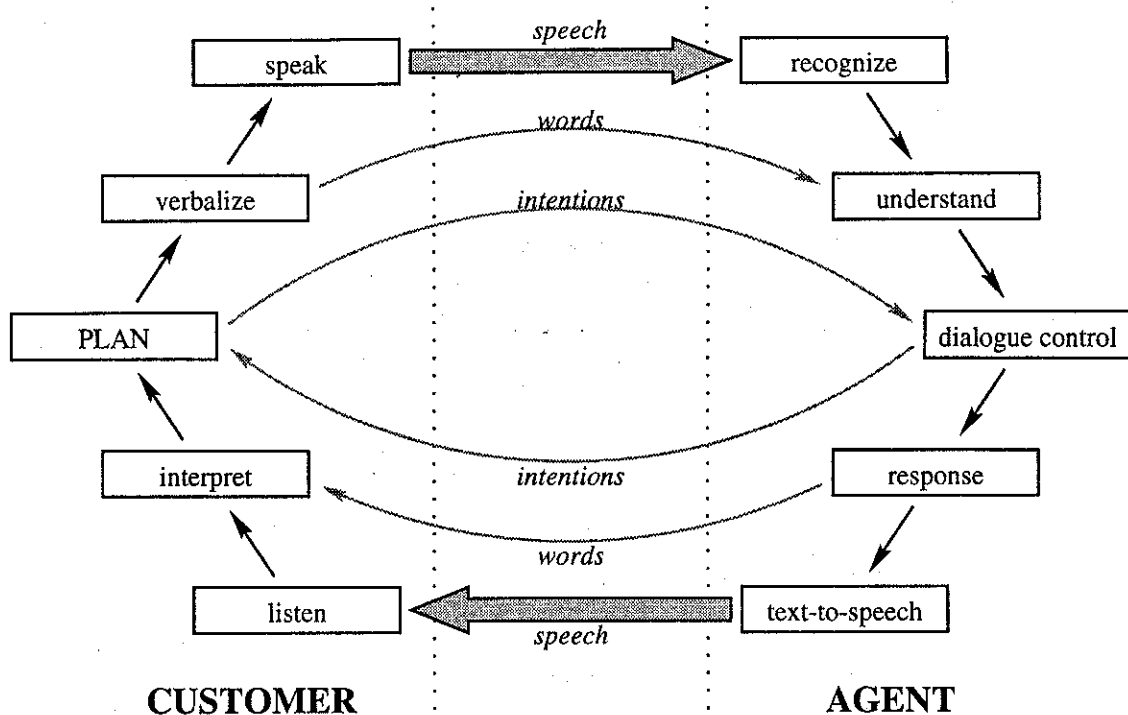 speech
speak
recognize
words
verbalize
understand
intentions
PLAN
dialogue control
interpret
intentions
response
words
listen
text-to-speech
speech
CUSTOMER
AGENT